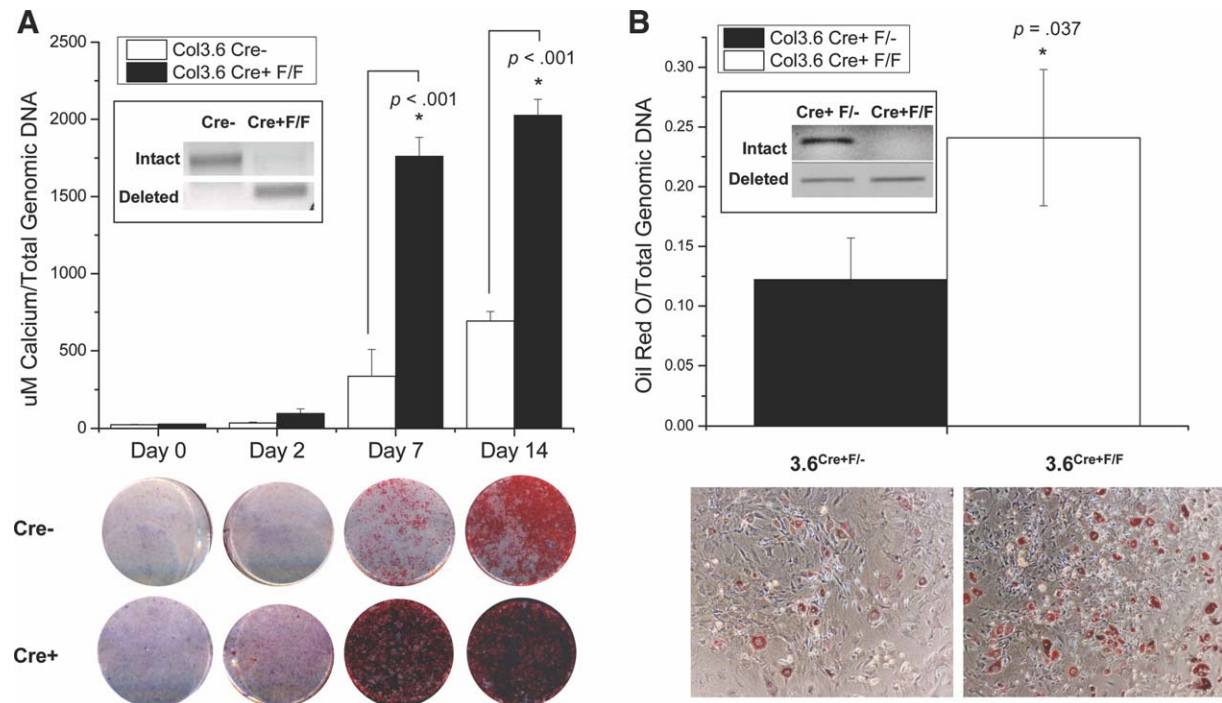 A
2500
2000
1500
1000
500
0
uM Calcium/Total Genomic DNA
Col3.6 Cre-
Col3.6 Cre+ F/F
Cre- Cre+F/F
Intact
Deleted
p < .001
*
p < .001
*
Day 0 Day 2 Day 7 Day 14
Cre-
Cre+
B
0.30
0.25
0.20
0.15
0.10
0.05
0.00
Oil Red O/Total Genomic DNA
Col3.6 Cre+ F/-
Col3.6 Cre+ F/F
Cre+ F/- Cre+F/F
Intact
Deleted
p = .037
*
3.6Cre+F/- 3.6Cre+F/F